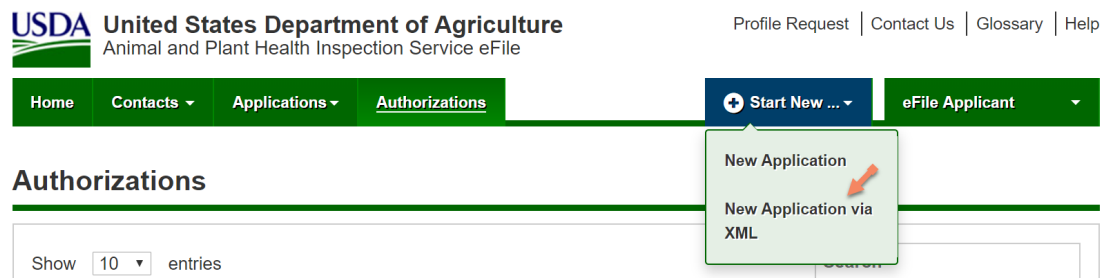 USDA
United States Department of Agriculture
Animal and Plant Health Inspection Service eFile
Profile Request
Contact Us
Glossary
Help
Home
Contacts
Applications
Authorizations
Start New ...
eFile Applicant
New Application
New Application via
XML
Authorizations
Show 10 entries
Search